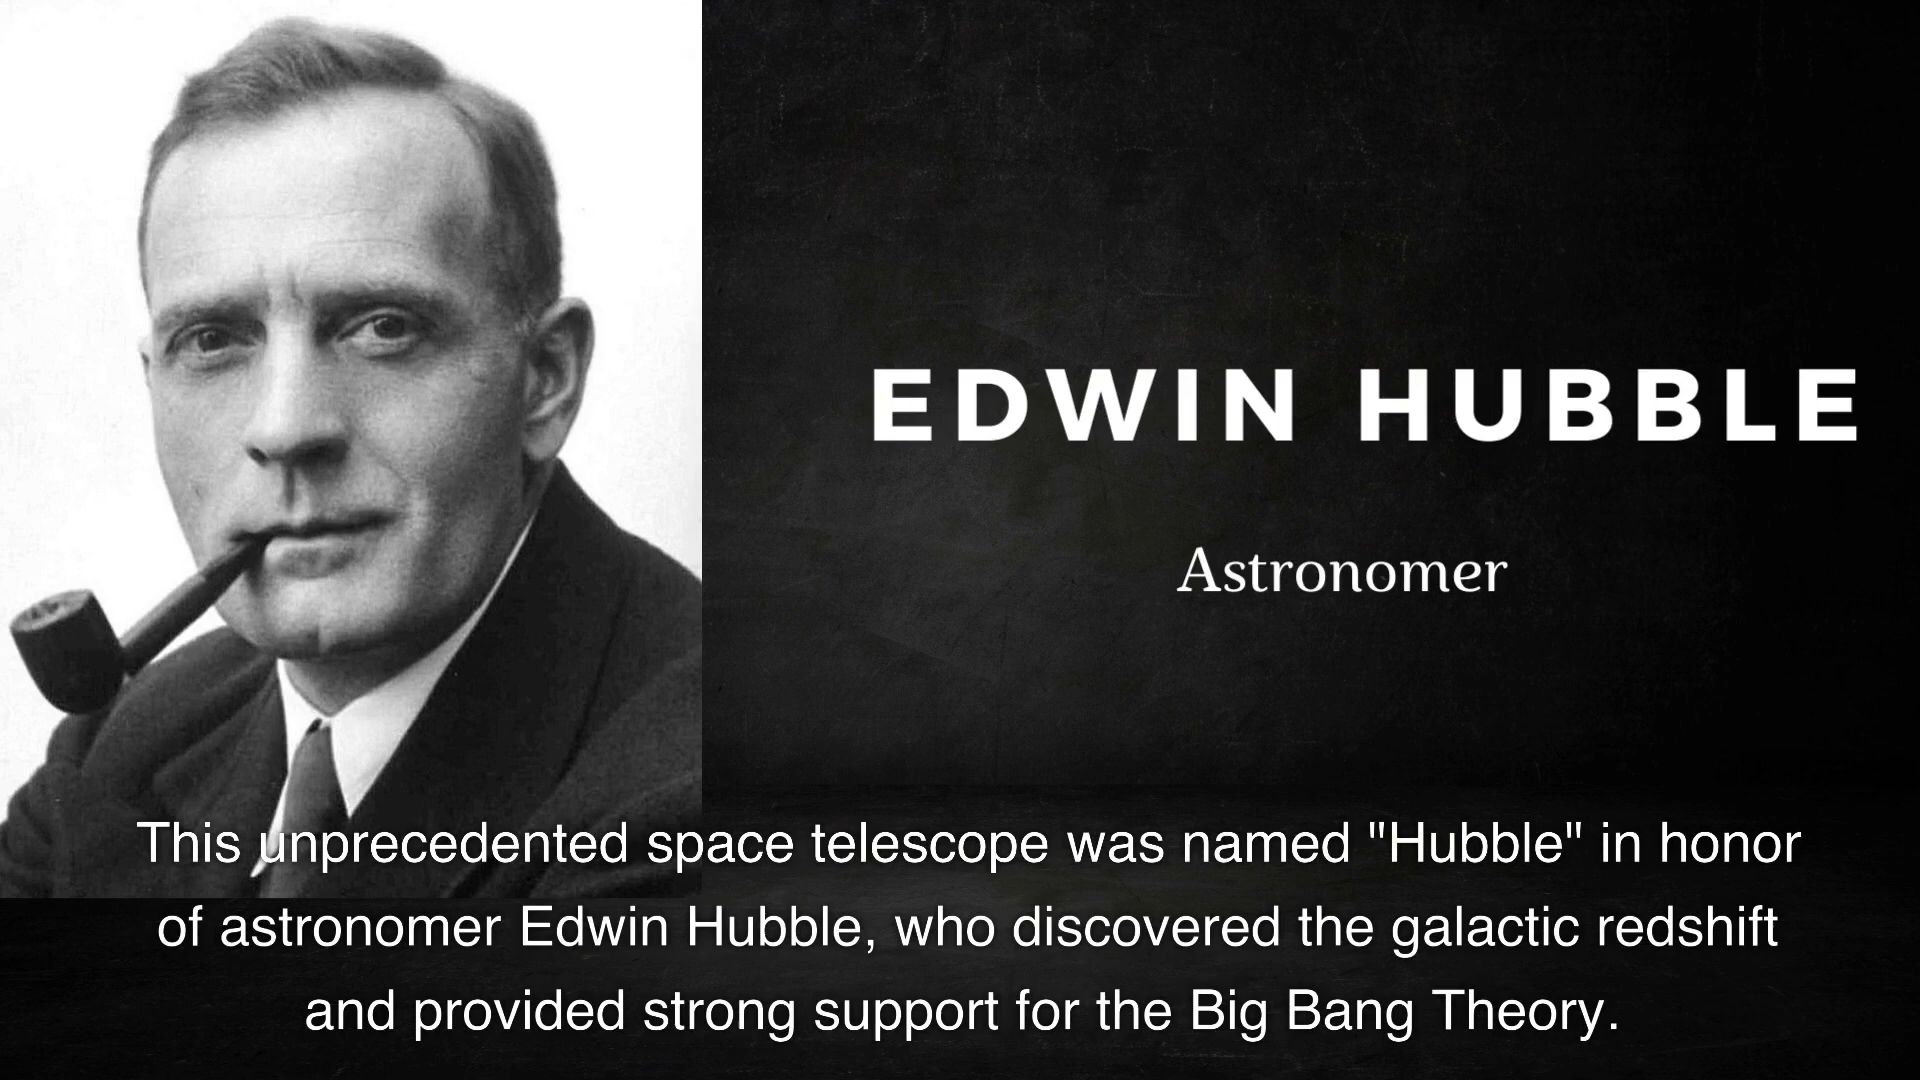 EDWIN HUBBLE
Astronomer
This unprecedented space telescope was named "Hubble" in honor
of astronomer Edwin Hubble, who discovered the galactic redshift
and provided strong support for the Big Bang Theory.